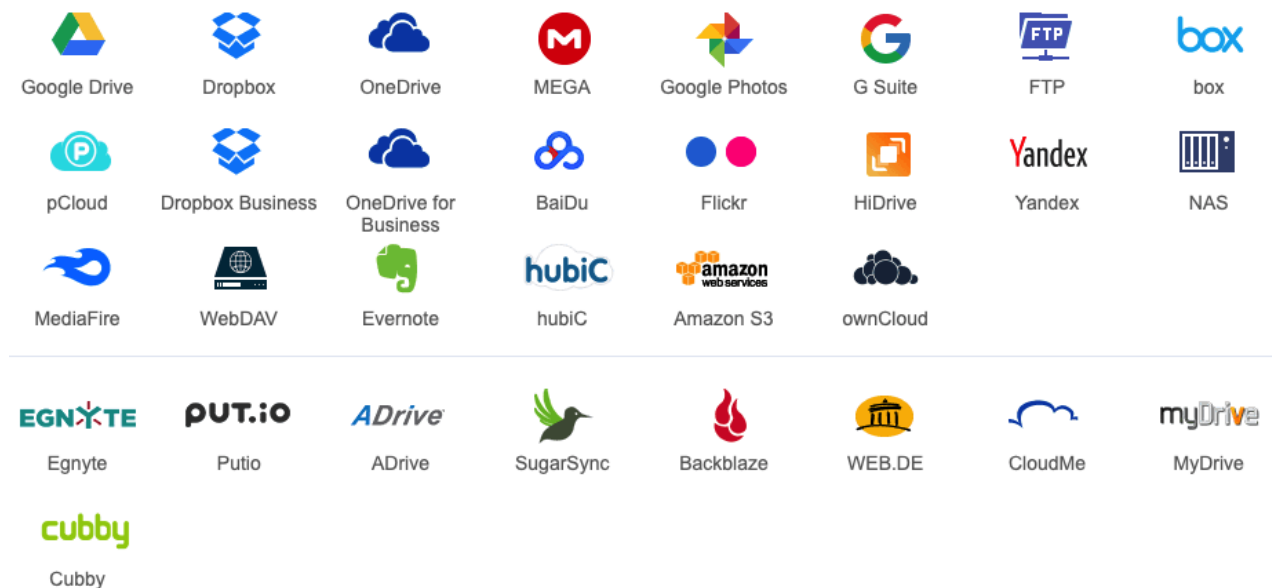 FTP
box
Google Drive
Dropbox
OneDrive
MEGA
Google Photos
G Suite
FTP
box
Yandex
pCloud
Dropbox Business
OneDrive for
Business
BaiDu
Flickr
HiDrive
Yandex
NAS
hubiC
amazon
web services
MediaFire
WebDAV
Evernote
hubiC
Amazon S3
ownCloud
EGNYTE
PUT.iO
ADrive
myDrive
Egnyte
Putio
ADrive
SugarSync
Backblaze
WEB.DE
CloudMe
MyDrive
cubby
Cubby